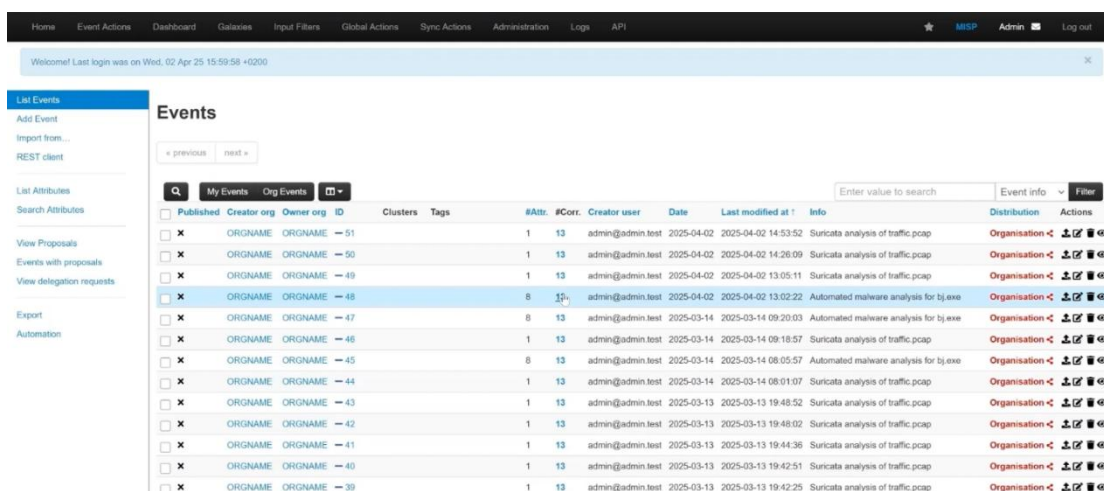 Home Event Actions Dashboard Galaxies Input Filters Global Actions Sync Actions Administration Logs API MISP Admin Log out
Welcome! Last login was on Wed, 02 Apr 25 15:59:58 +0200 ×
List Events
Add Event
Import from...
REST client
List Attributes
Search Attributes
View Proposals
Events with proposals
View delegation requests
Export
Automation
Events
« previous next »
My Events Org Events Enter value to search Event info Filter
Published Creator org Owner org ID Clusters Tags #Attr. #Corr. Creator user Date Last modified at ↑ Info Distribution Actions
ORGNAME ORGNAME 51 1 13 admin@admin.test 2025-04-02 2025-04-02 14:53:52 Suricata analysis of traffic.pcap Organisation
ORGNAME ORGNAME 50 1 13 admin@admin.test 2025-04-02 2025-04-02 14:26:09 Suricata analysis of traffic.pcap Organisation
ORGNAME ORGNAME 49 1 13 admin@admin.test 2025-04-02 2025-04-02 13:05:11 Suricata analysis of traffic.pcap Organisation
ORGNAME ORGNAME 48 8 admin@admin.test 2025-04-02 2025-04-02 13:02:22 Automated malware analysis for bj.exe Organisation
ORGNAME ORGNAME 47 8 13 admin@admin.test 2025-03-14 2025-03-14 09:20:03 Automated malware analysis for bj.exe Organisation
ORGNAME ORGNAME 46 1 13 admin@admin.test 2025-03-14 2025-03-14 09:18:57 Suricata analysis of traffic.pcap Organisation
ORGNAME ORGNAME 45 8 13 admin@admin.test 2025-03-14 2025-03-14 08:05:57 Automated malware analysis for bj.exe Organisation
ORGNAME ORGNAME 44 1 13 admin@admin.test 2025-03-14 2025-03-14 08:01:07 Suricata analysis of traffic.pcap Organisation
ORGNAME ORGNAME 43 1 13 admin@admin.test 2025-03-13 2025-03-13 19:48:52 Suricata analysis of traffic.pcap Organisation
ORGNAME ORGNAME 42 1 13 admin@admin.test 2025-03-13 2025-03-13 19:48:02 Suricata analysis of traffic.pcap Organisation
ORGNAME ORGNAME 41 1 13 admin@admin.test 2025-03-13 2025-03-13 19:44:36 Suricata analysis of traffic.pcap Organisation
ORGNAME ORGNAME 40 1 13 admin@admin.test 2025-03-13 2025-03-13 19:42:51 Suricata analysis of traffic.pcap Organisation
ORGNAME ORGNAME 39 1 13 admin@admin.test 2025-03-13 2025-03-13 19:42:25 Suricata analysis of traffic.pcap Organisation